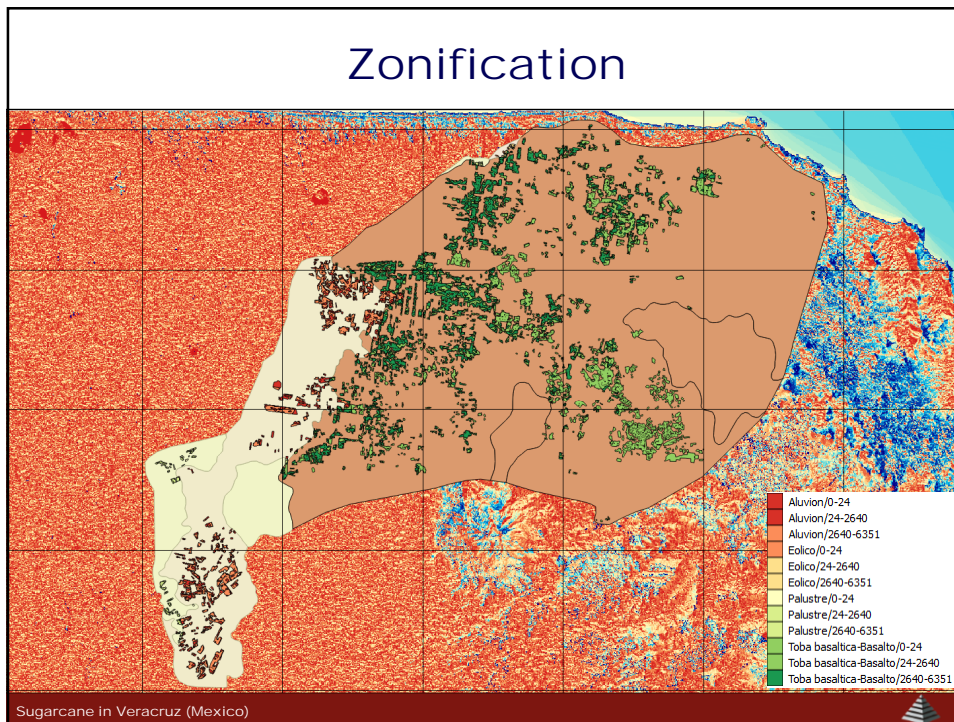 Zonification
Aluvion/0-24
Aluvion/24-2640
Aluvion/2640-6351
Eolico/0-24
Eolico/24-2640
Eolico/2640-6351
Palustre/0-24
Palustre/24-2640
Palustre/2640-6351
Toba basaltica-Basalto/0-24
Toba basaltica-Basalto/24-2640
Toba basaltica-Basalto/2640-6351
Sugarcane in Veracruz (Mexico)